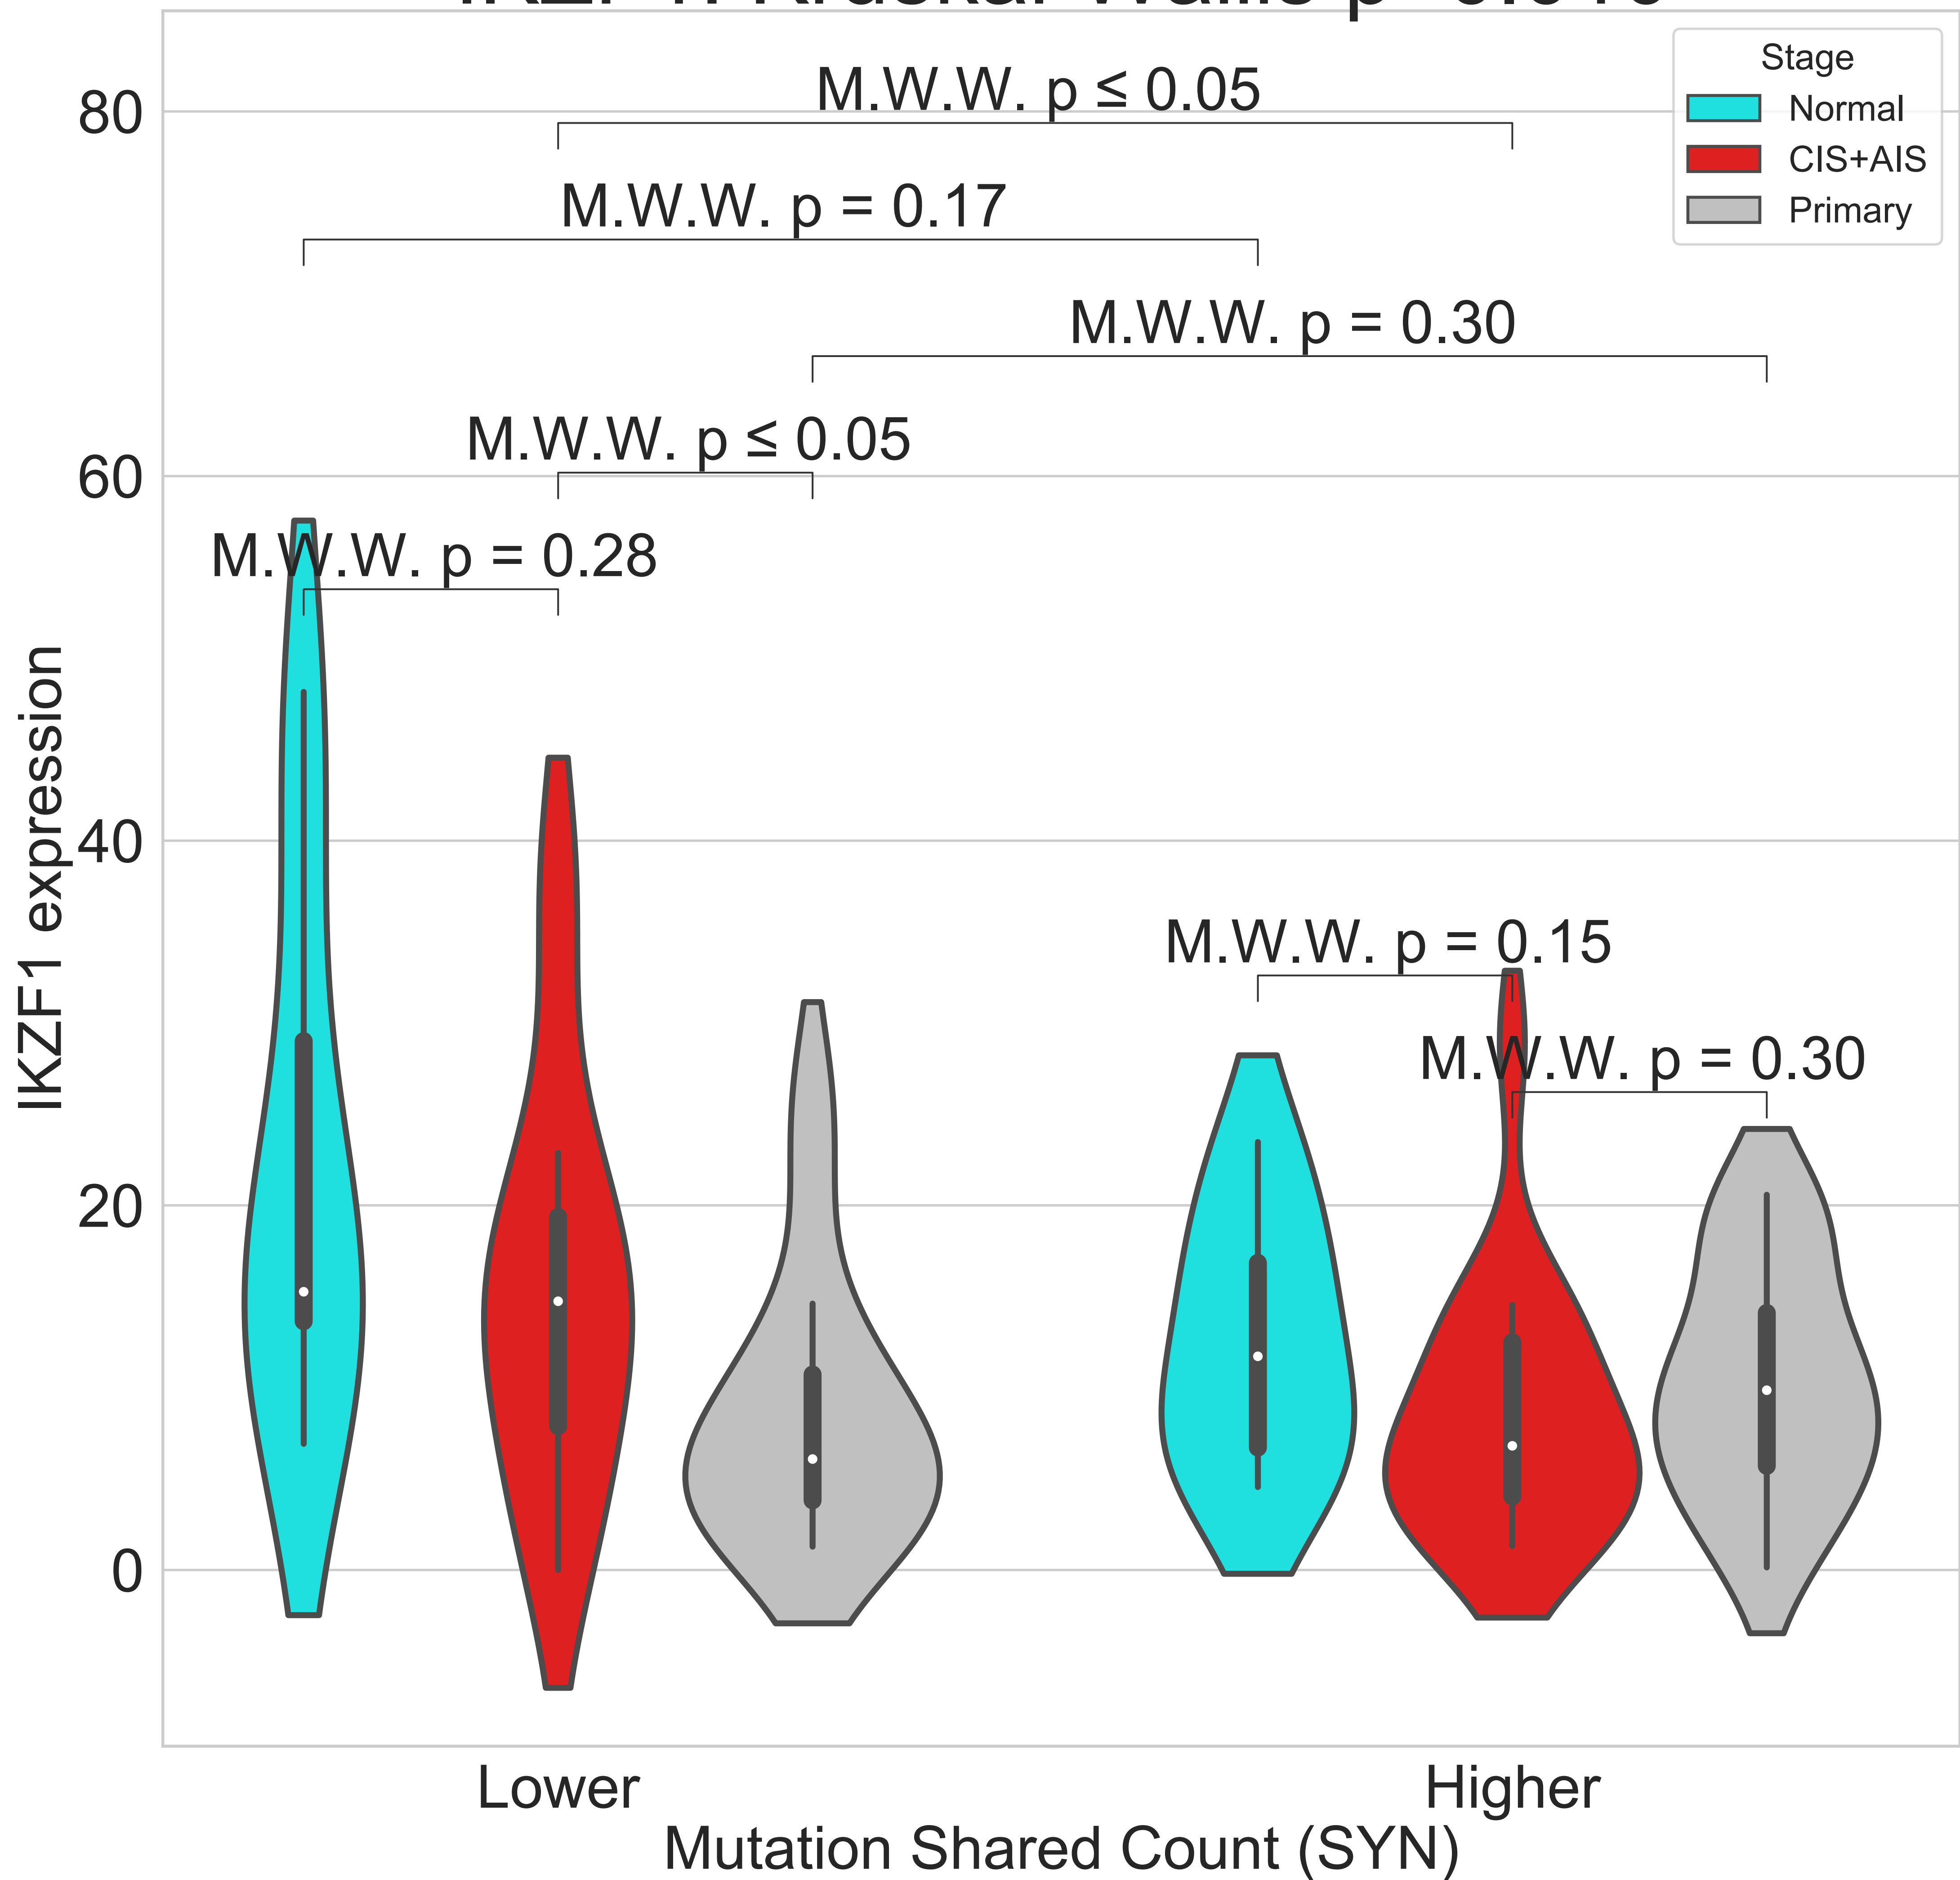 80
60
40
20
0
IKZF1 expression
M.W.W. p ≤ 0.05
M.W.W. p = 0.17
M.W.W. p = 0.30
M.W.W. p ≤ 0.05
M.W.W. p = 0.28
M.W.W. p = 0.15
M.W.W. p = 0.30
Stage
Normal
CIS+AIS
Primary
Lower
Higher
Mutation Shared Count (SYN)